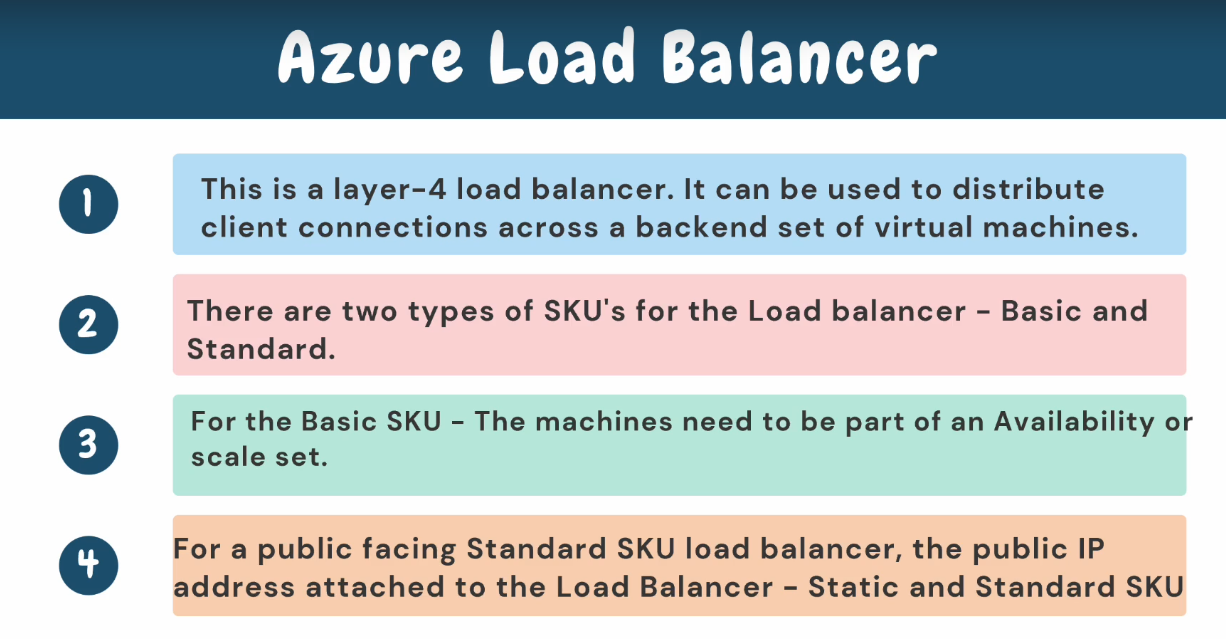 Azure Load Balancer
1
This is a layer-4 load balancer. It can be used to distribute
client connections across a backend set of virtual machines.
2
There are two types of SKU's for the Load balancer - Basic and
Standard.
3
For the Basic SKU - The machines need to be part of an Availability or
scale set.
4
For a public facing Standard SKU load balancer, the public IP
address attached to the Load Balancer - Static and Standard SKU